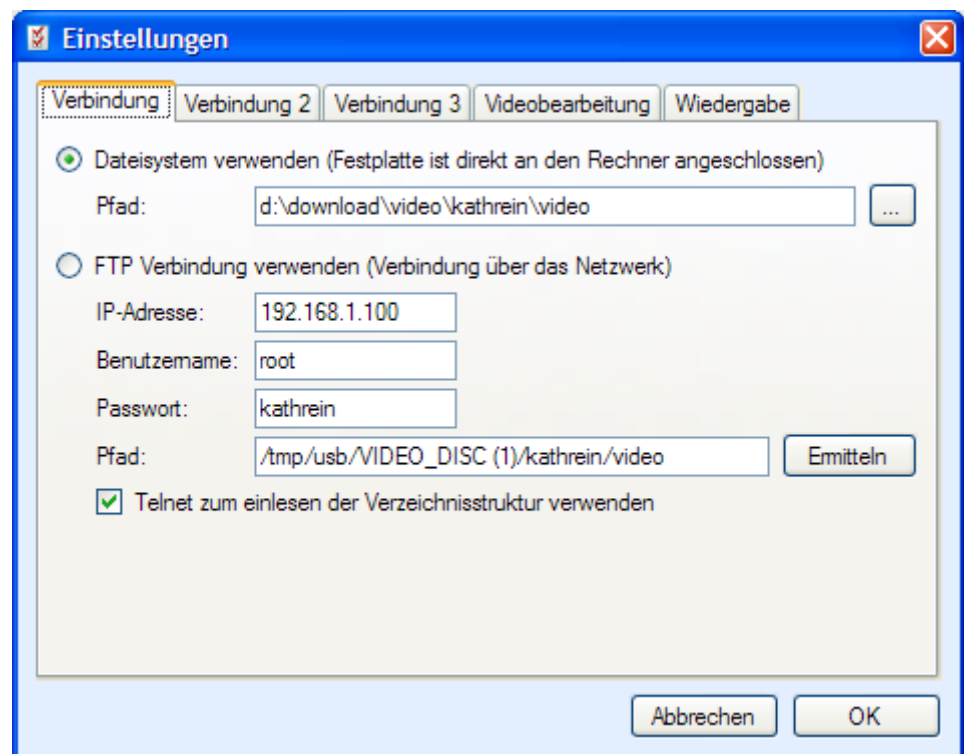 Einstellungen
Verbindung Verbindung 2 Verbindung 3 Videobearbeitung Wiedergabe
Dateisystem verwenden (Festplatte ist direkt an den Rechner angeschlossen)
Pfad: d:\download\video\kathrein\video ...
FTP Verbindung verwenden (Verbindung über das Netzwerk)
IP-Adresse: 192.168.1.100
Benutzername: root
Passwort: kathrein
Pfad: /tmp/usb/VIDEO_DISC (1)/kathrein/video Ermitteln
Telnet zum einlesen der Verzeichnisstruktur verwenden
Abbrechen OK